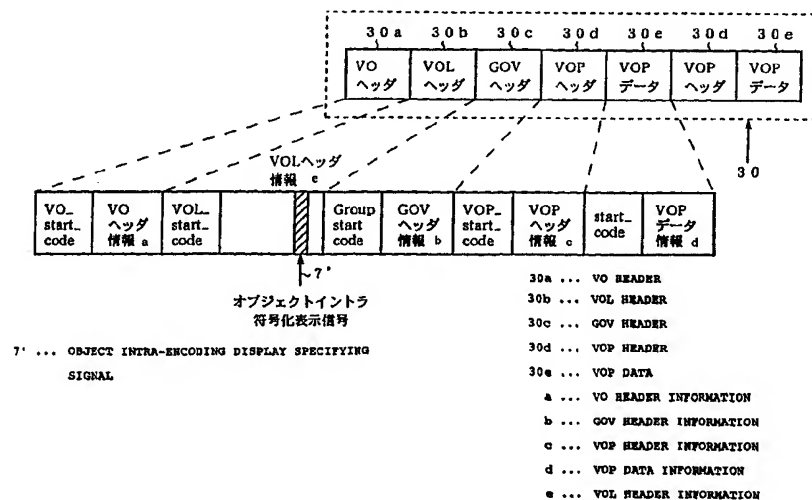 30a 30b 30c 30d 30e 30d 30e
VO ヘッダ
VOL ヘッダ
GOV ヘッダ
VOP ヘッダ
VOP データ
VOP ヘッダ
VOP データ
30
VOLヘッダ
情報 e
VO_ start_ code
VO ヘッダ 情報 a
VOL_ start_ code
Group start code
GOV ヘッダ 情報 b
VOP_ start_ code
VOP ヘッダ 情報 c
start_ code
VOP データ 情報 d
~7'
オブジェクトイントラ
符号化表示信号
7' ... OBJECT INTRA-ENCODING DISPLAY SPECIFYING
SIGNAL
30a ... VO HEADER
30b ... VOL HEADER
30c ... GOV HEADER
30d ... VOP HEADER
30e ... VOP DATA
a ... VO HEADER INFORMATION
b ... GOV HEADER INFORMATION
c ... VOP HEADER INFORMATION
d ... VOP DATA INFORMATION
e ... VOL HEADER INFORMATION